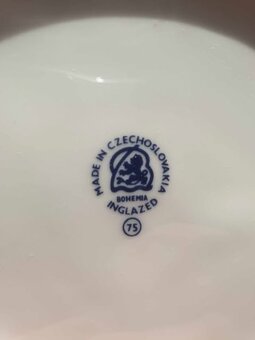 MADE IN CZECHOSLOVAKIA
BOHEMIA
INGLAZED
75